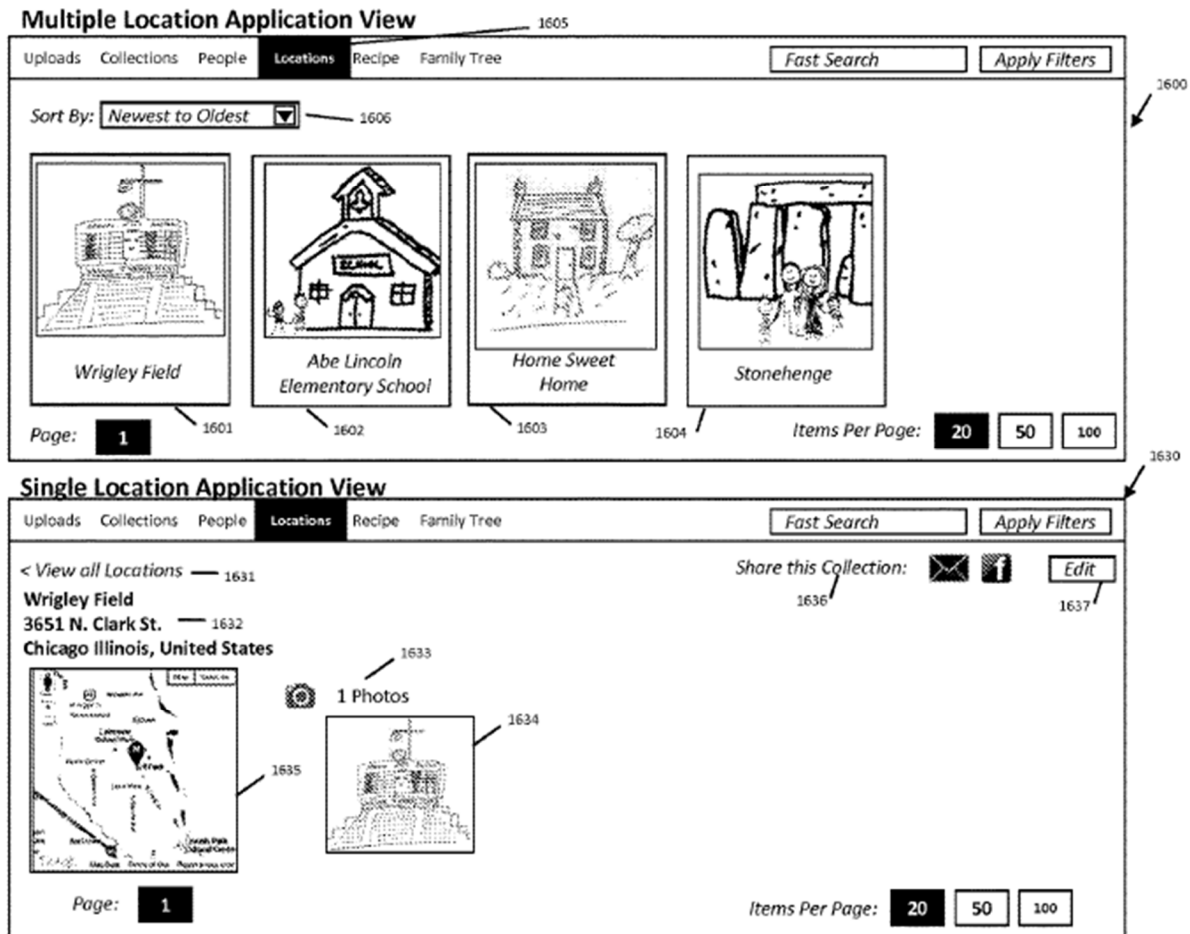 Multiple Location Application View
1605
Uploads Collections People Locations Recipe Family Tree Fast Search Apply Filters
1600
Sort By: Newest to Oldest 1606
SCHOOL
Wrigley Field
Abe Lincoln
Elementary School
Home Sweet
Home
Stonehenge
1601 1602 1603 1604
Page: 1 Items Per Page: 20 50 100
1630
Single Location Application View
Uploads Collections People Locations Recipe Family Tree Fast Search Apply Filters
< View all Locations 1631 Share this Collection: f Edit
1636 1637
Wrigley Field
3651 N. Clark St. 1632
Chicago Illinois, United States
1633
1 Photos
1634
1635
Page: 1 Items Per Page: 20 50 100